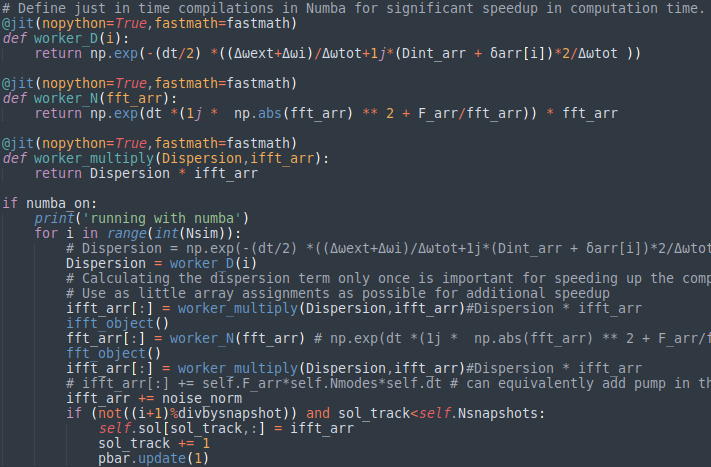 # Define just in time compilations in Numba for significant speedup in computation time.
@jit(nopython=True,fastmath=fastmath)
def worker_D(i):
    return np.exp(-(dt/2) *((Δωext+Δωi)/Δωtot+1j*(Dint_arr + δarr[i])*2/Δωtot ))
@jit(nopython=True,fastmath=fastmath)
def worker_N(fft_arr):
    return np.exp(dt *(1j *  np.abs(fft_arr) ** 2 + F_arr/fft_arr)) * fft_arr
@jit(nopython=True,fastmath=fastmath)
def worker_multiply(Dispersion,ifft_arr):
    return Dispersion * ifft_arr
if numba_on:
    print('running with numba')
    for i in range(int(Nsim)):
        # Dispersion = np.exp(-(dt/2) *((Δωext+Δωi)/Δωtot+1j*(Dint_arr + δarr[i])*2/Δωtot
        Dispersion = worker_D(i)
        # Calculating the dispersion term only once is important for speeding up the comp
        # Use as little array assignments as possible for additional speedup
        ifft_arr[:] = worker_multiply(Dispersion,ifft_arr)#Dispersion * ifft_arr
        ifft_object()
        fft_arr[:] = worker_N(fft_arr) # np.exp(dt *(1j *  np.abs(fft_arr) ** 2 + F_arr/f
        fft_object()
        ifft_arr[:] = worker_multiply(Dispersion,ifft_arr)#Dispersion * ifft_arr
        # ifft_arr[:] += self.F_arr*self.Nmodes*self.dt # can equivalently add pump in th
        ifft_arr += noise_norm
        if (not((i+1)%divbysnapshot)) and sol_track<self.Nsnapshots:
            self.sol[sol_track,:] = ifft_arr
            sol_track += 1
            pbar.update(1)